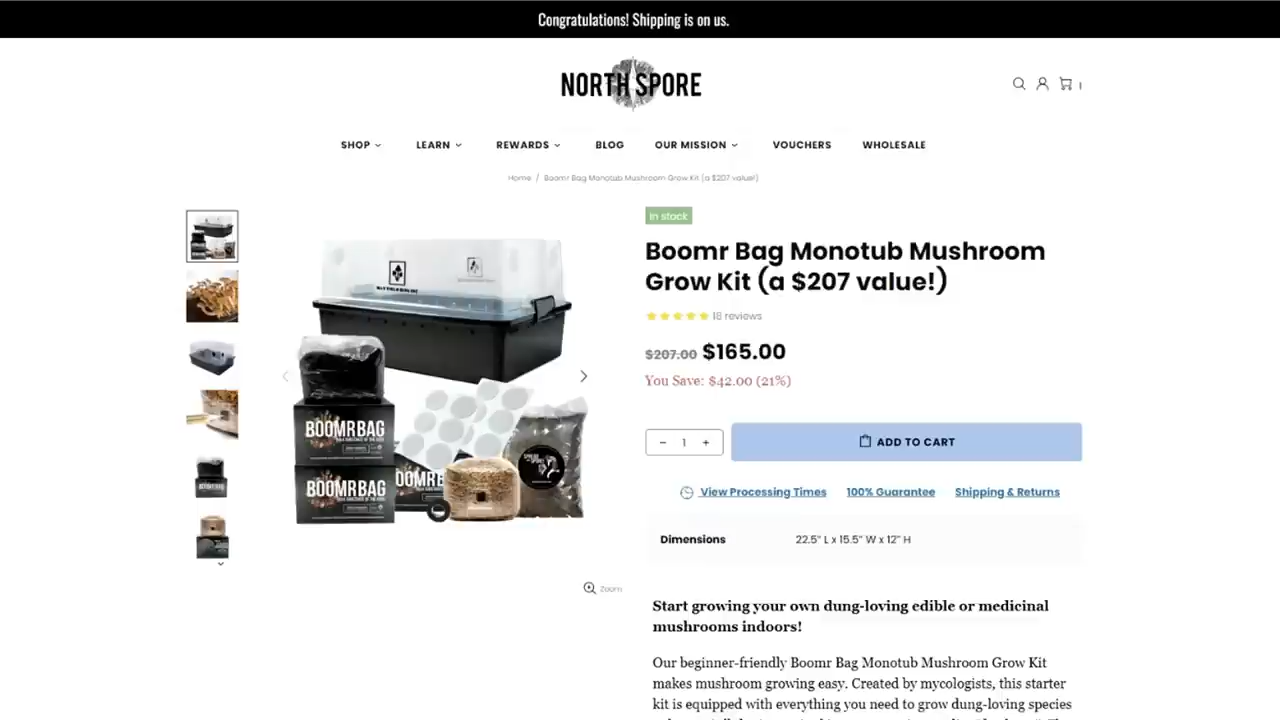 Congratulations! Shipping is on us.
NORTH SPORE
1
SHOP LEARN REWARDS BLOG OUR MISSION VOUCHERS WHOLESALE
Home / Boomr Bag Monotub Mushroom Grow Kit (a $207 value!)
In stock
Boomr Bag Monotub Mushroom
Grow Kit (a $207 value!)
18 reviews
$207.00 $165.00
You Save: $42.00 (21%)
BOOMRBAG
BOOMRBAG
− 1 +
ADD TO CART
View Processing Times 100% Guarantee Shipping & Returns
Dimensions 22.5" L x 15.5" W x 12" H
Zoom
Start growing your own dung-loving edible or medicinal
mushrooms indoors!
Our beginner-friendly Boomr Bag Monotub Mushroom Grow Kit
makes mushroom growing easy. Created by mycologists, this starter
kit is equipped with everything you need to grow dung-loving species